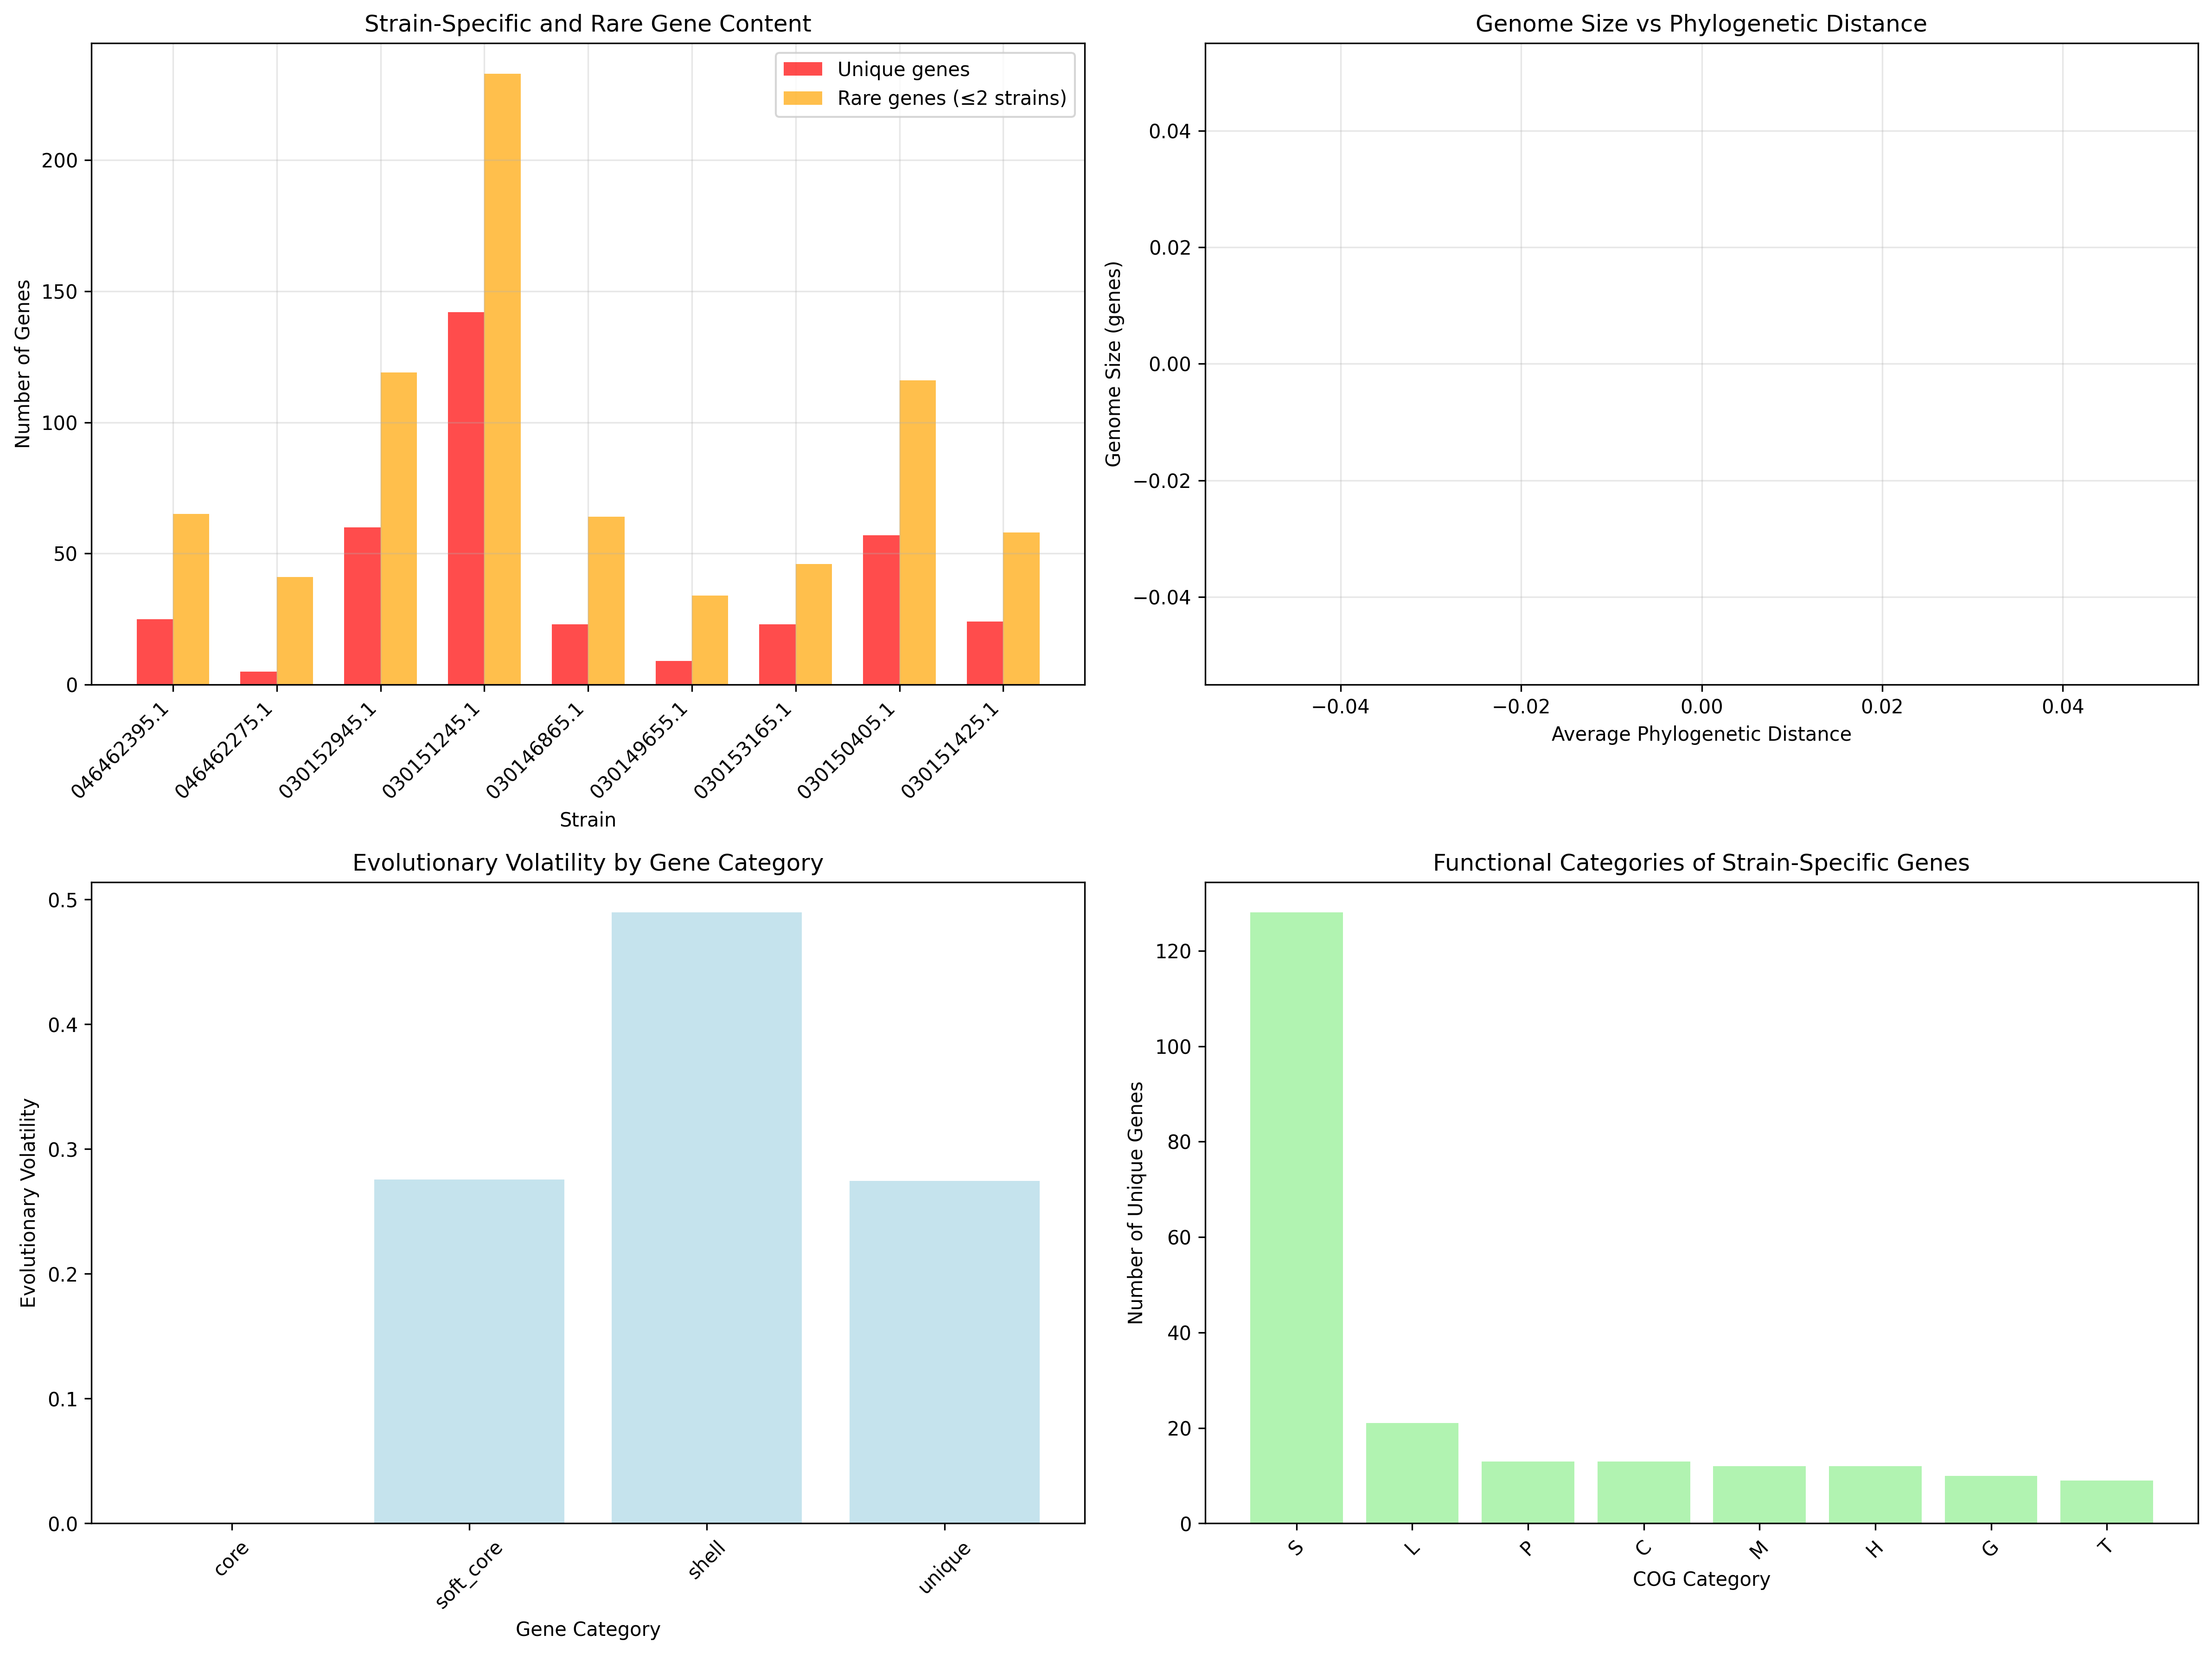 Strain-Specific and Rare Gene Content
Unique genes
Rare genes (≤2 strains)
Number of Genes
200
150
100
50
0
046462395.1
046462275.1
030152945.1
030151245.1
030146865.1
030149655.1
030153165.1
030150405.1
030151425.1
Strain
Genome Size vs Phylogenetic Distance
Genome Size (genes)
0.04
0.02
0.00
−0.02
−0.04
−0.04
−0.02
0.00
0.02
0.04
Average Phylogenetic Distance
Evolutionary Volatility by Gene Category
Evolutionary Volatility
0.5
0.4
0.3
0.2
0.1
0.0
core
soft_core
shell
unique
Gene Category
Functional Categories of Strain-Specific Genes
Number of Unique Genes
120
100
80
60
40
20
0
S
L
P
C
M
H
G
T
COG Category